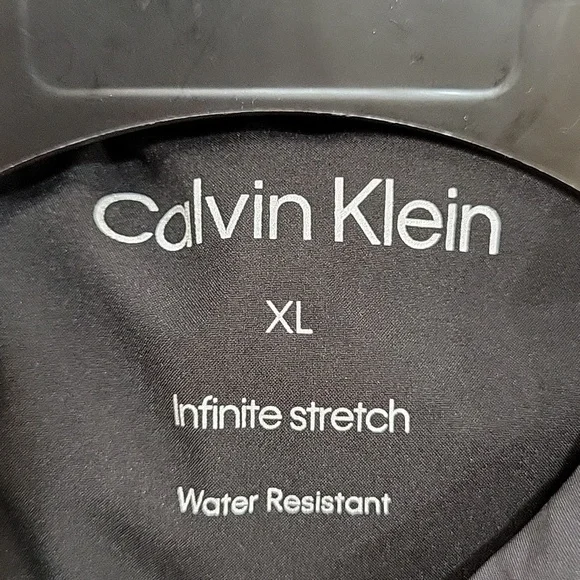 Calvin Klein
XL
Infinite stretch
Water Resistant